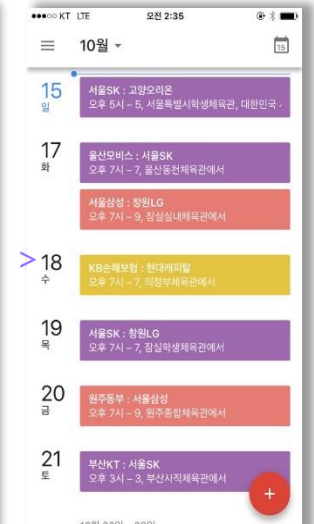 KT LTE 오전 2:35
10월
15
15
일
서울SK : 고양오리온
오후 5시 – 5, 서울특별시학생체육관, 대한민국
17
화
울산모비스 : 서울SK
오후 7시 – 7, 울산동천체육관에서
서울삼성 : 창원LG
오후 7시 – 9, 잠실실내체육관에서
>
18
수
KB손해보험 : 현대캐피탈
오후 7시 – 7, 의정부체육관에서
19
목
서울SK : 창원LG
오후 7시 – 7, 잠실학생체육관에서
20
금
원주동부 : 서울삼성
오후 7시 – 9, 원주종합체육관에서
21
토
부산KT : 서울SK
오후 3시 – 3, 부산사직체육관에서
+